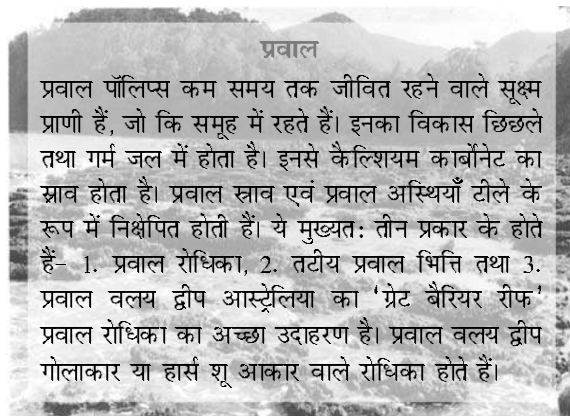 प्रवाल
प्रवाल पॉलिप्स कम समय तक जीवित रहने वाले सूक्ष्म
प्राणी हैं, जो कि समूह में रहते हैं। इनका विकास छिछले
तथा गर्म जल में होता है। इनसे कैल्शियम कार्बोनेट का
स्राव होता है। प्रवाल स्राव एवं प्रवाल अस्थियाँ टीले के
रूप में निक्षेपित होती हैं। ये मुख्यत: तीन प्रकार के होते
हैं- 1. प्रवाल रोधिका, 2. तटीय प्रवाल भित्ति तथा 3.
प्रवाल वलय द्वीप आस्ट्रेलिया का ‘ग्रेट बैरियर रीफ’
प्रवाल रोधिका का अच्छा उदाहरण है। प्रवाल वलय द्वीप
गोलाकार या हार्स शू आकार वाले रोधिका होते हैं।